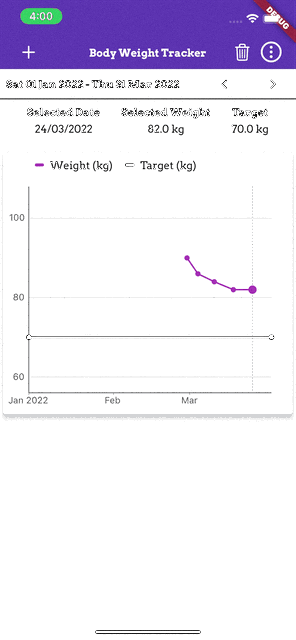 4:00
DEBUG
Body Weight Tracker
Sat 01 Jan 2022 - Thu 31 Mar 2022
Selected Date Selected Weight Target
24/03/2022 82.0 kg 70.0 kg
Weight (kg) Target (kg)
100
80
60
Jan 2022 Feb Mar